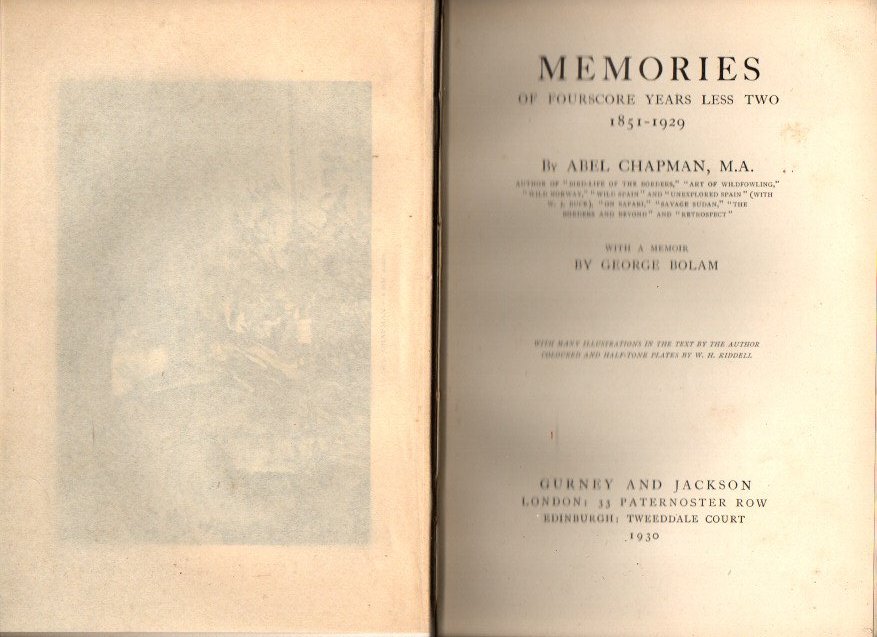 MEMORIES
OF FOURSCORE YEARS LESS TWO
1851-1929
By ABEL CHAPMAN, M.A.
AUTHOR OF "BIRD-LIFE OF THE BORDERS," "ART OF WILDFOWLING,"
"WILD NORWAY," "WILD SPAIN" AND "UNEXPLORED SPAIN" (WITH
W. J. BUCK), "ON SAFARI," "SAVAGE SUDAN," "THE
BORDERS AND BEYOND" AND "RETROSPECT"
WITH A MEMOIR
BY GEORGE BOLAM
WITH MANY ILLUSTRATIONS IN THE TEXT BY THE AUTHOR
COLOURED AND HALF-TONE PLATES BY W. H. RIDDELL
GURNEY AND JACKSON
LONDON: 33 PATERNOSTER ROW
EDINBURGH: TWEEDDALE COURT
1930